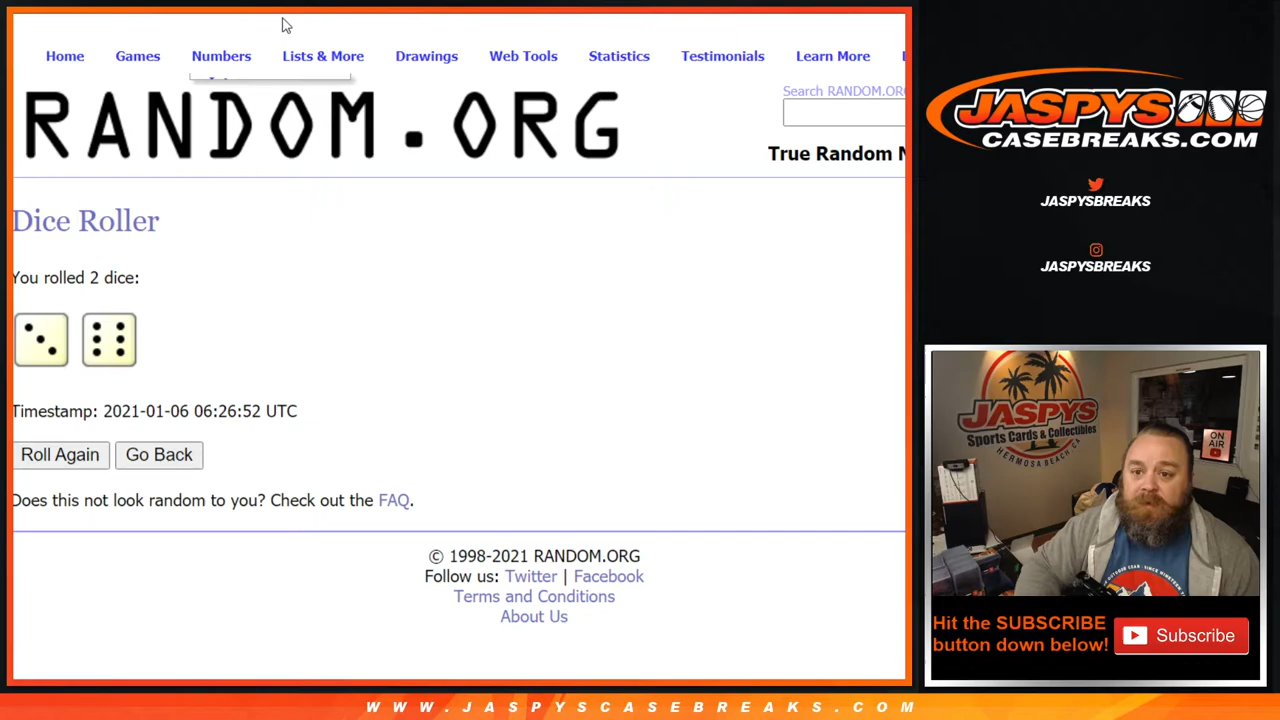 Home Games Numbers Lists & More Drawings Web Tools Statistics Testimonials Learn More
RANDOM.ORG
Search RANDOM.ORG
True Random N
Dice Roller
You rolled 2 dice:
Timestamp: 2021-01-06 06:26:52 UTC
Roll Again Go Back
Does this not look random to you? Check out the FAQ.
© 1998-2021 RANDOM.ORG
Follow us: Twitter | Facebook
Terms and Conditions
About Us
JASPYS
CASEBREAKS.COM
JASPYSBREAKS
JASPYSBREAKS
JASPYS
Sports Cards & Collectibles
HERMOSA BEACH CA
ON
AIR
Hit the SUBSCRIBE
button down below!
Subscribe
WWW.JASPYSCASEBREAKS.COM